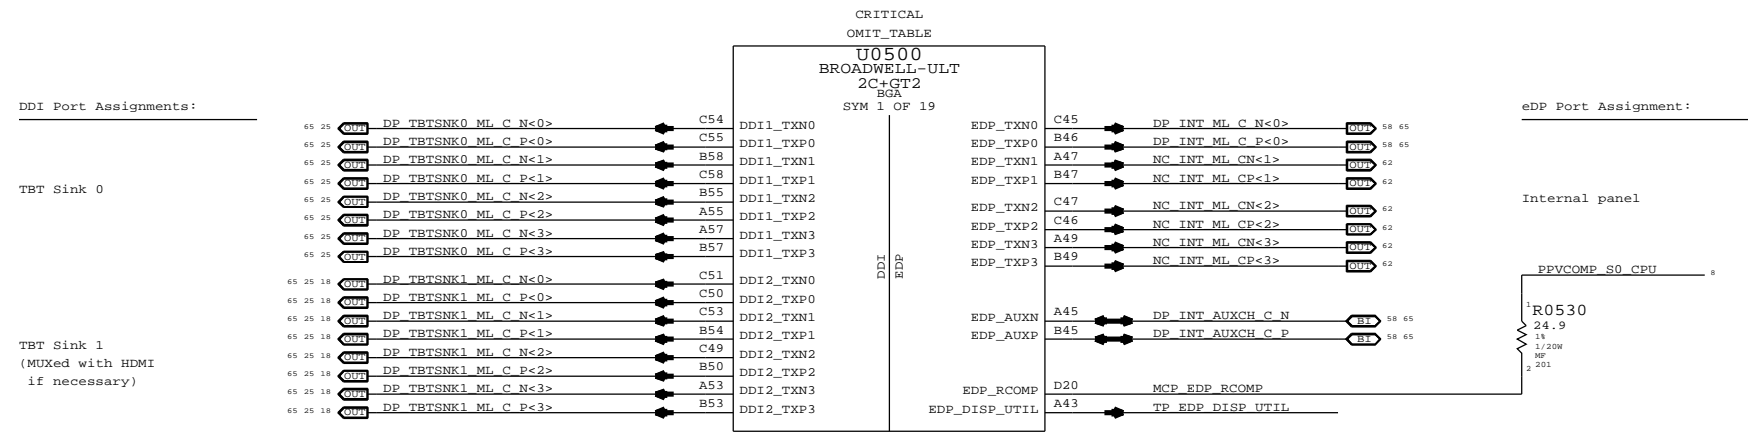 CRITICAL
OMIT_TABLE
U0500
BROADWELL-ULT
2C+GT2
BGA
SYM 1 OF 19
DDI Port Assignments:
eDP Port Assignment:
65 25 OUT DP_TBTSNK0_ML_C_N<0> C54 DDI1_TXN0
65 25 OUT DP_TBTSNK0_ML_C_P<0> C55 DDI1_TXP0
65 25 OUT DP_TBTSNK0_ML_C_N<1> B58 DDI1_TXN1
65 25 OUT DP_TBTSNK0_ML_C_P<1> C58 DDI1_TXP1
TBT Sink 0
65 25 OUT DP_TBTSNK0_ML_C_N<2> B55 DDI1_TXN2
65 25 OUT DP_TBTSNK0_ML_C_P<2> A55 DDI1_TXP2
65 25 OUT DP_TBTSNK0_ML_C_N<3> A57 DDI1_TXN3
65 25 OUT DP_TBTSNK0_ML_C_P<3> B57 DDI1_TXP3
65 25 18 OUT DP_TBTSNK1_ML_C_N<0> C51 DDI2_TXN0
65 25 18 OUT DP_TBTSNK1_ML_C_P<0> C50 DDI2_TXP0
65 25 18 OUT DP_TBTSNK1_ML_C_N<1> C53 DDI2_TXN1
65 25 18 OUT DP_TBTSNK1_ML_C_P<1> B54 DDI2_TXP1
TBT Sink 1
(MUXed with HDMI
if necessary)
65 25 18 OUT DP_TBTSNK1_ML_C_N<2> C49 DDI2_TXN2
65 25 18 OUT DP_TBTSNK1_ML_C_P<2> B50 DDI2_TXP2
65 25 18 OUT DP_TBTSNK1_ML_C_N<3> A53 DDI2_TXN3
65 25 18 OUT DP_TBTSNK1_ML_C_P<3> B53 DDI2_TXP3
DDI
EDP
EDP_TXN0 C45 DP_INT_ML_C_N<0> OUT 58 65
EDP_TXP0 B46 DP_INT_ML_C_P<0> OUT 58 65
EDP_TXN1 A47 NC_INT_ML_CN<1> OUT 62
EDP_TXP1 B47 NC_INT_ML_CP<1> OUT 62
EDP_TXN2 C47 NC_INT_ML_CN<2> OUT 62
EDP_TXP2 C46 NC_INT_ML_CP<2> OUT 62
EDP_TXN3 A49 NC_INT_ML_CN<3> OUT 62
EDP_TXP3 B49 NC_INT_ML_CP<3> OUT 62
Internal panel
EDP_AUXN A45 DP_INT_AUXCH_C_N BI 58 65
EDP_AUXP B45 DP_INT_AUXCH_C_P BI 58 65
EDP_RCOMP D20 MCP_EDP_RCOMP
EDP_DISP_UTIL A43 TP_EDP_DISP_UTIL
PPVCOMP_S0_CPU 8
1
R0530
24.9
1%
1/20W
MF
201
2